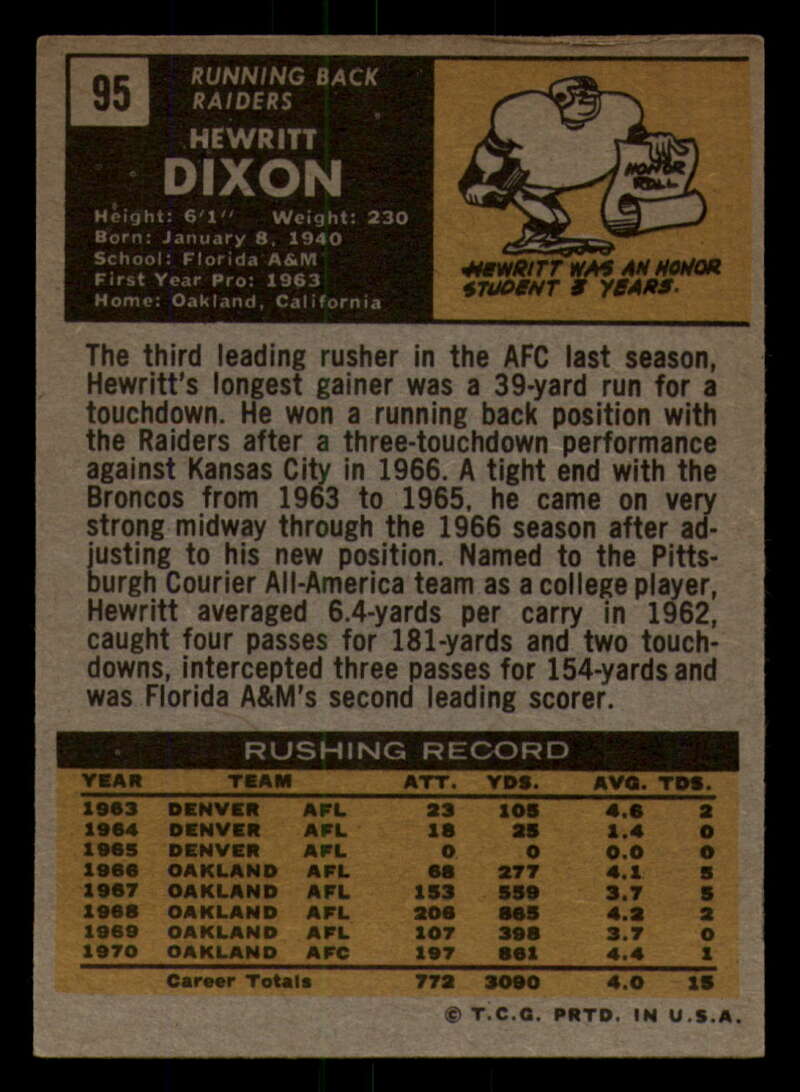 95
RUNNING BACK
RAIDERS
HEWRITT
DIXON
Height: 6'1" Weight: 230
Born: January 8, 1940
School: Florida A&M
First Year Pro: 1963
Home: Oakland, California
HONOR
ROLL
HEWRITT WAS AN HONOR
STUDENT 3 YEARS.
The third leading rusher in the AFC last season,
Hewritt's longest gainer was a 39-yard run for a
touchdown. He won a running back position with
the Raiders after a three-touchdown performance
against Kansas City in 1966. A tight end with the
Broncos from 1963 to 1965, he came on very
strong midway through the 1966 season after ad-
justing to his new position. Named to the Pitts-
burgh Courier All-America team as a college player,
Hewritt averaged 6.4-yards per carry in 1962,
caught four passes for 181-yards and two touch-
downs, intercepted three passes for 154-yards and
was Florida A&M's second leading scorer.
RUSHING RECORD
YEAR TEAM ATT. YDS. AVG. TDS.
1963 DENVER AFL 23 105 4.6 2
1964 DENVER AFL 18 25 1.4 0
1965 DENVER AFL 0 0 0.0 0
1966 OAKLAND AFL 68 277 4.1 5
1967 OAKLAND AFL 153 559 3.7 5
1968 OAKLAND AFL 206 865 4.2 2
1969 OAKLAND AFL 107 398 3.7 0
1970 OAKLAND AFC 197 861 4.4 1
Career Totals 772 3090 4.0 15
© T.C.G. PRTD. IN U.S.A.